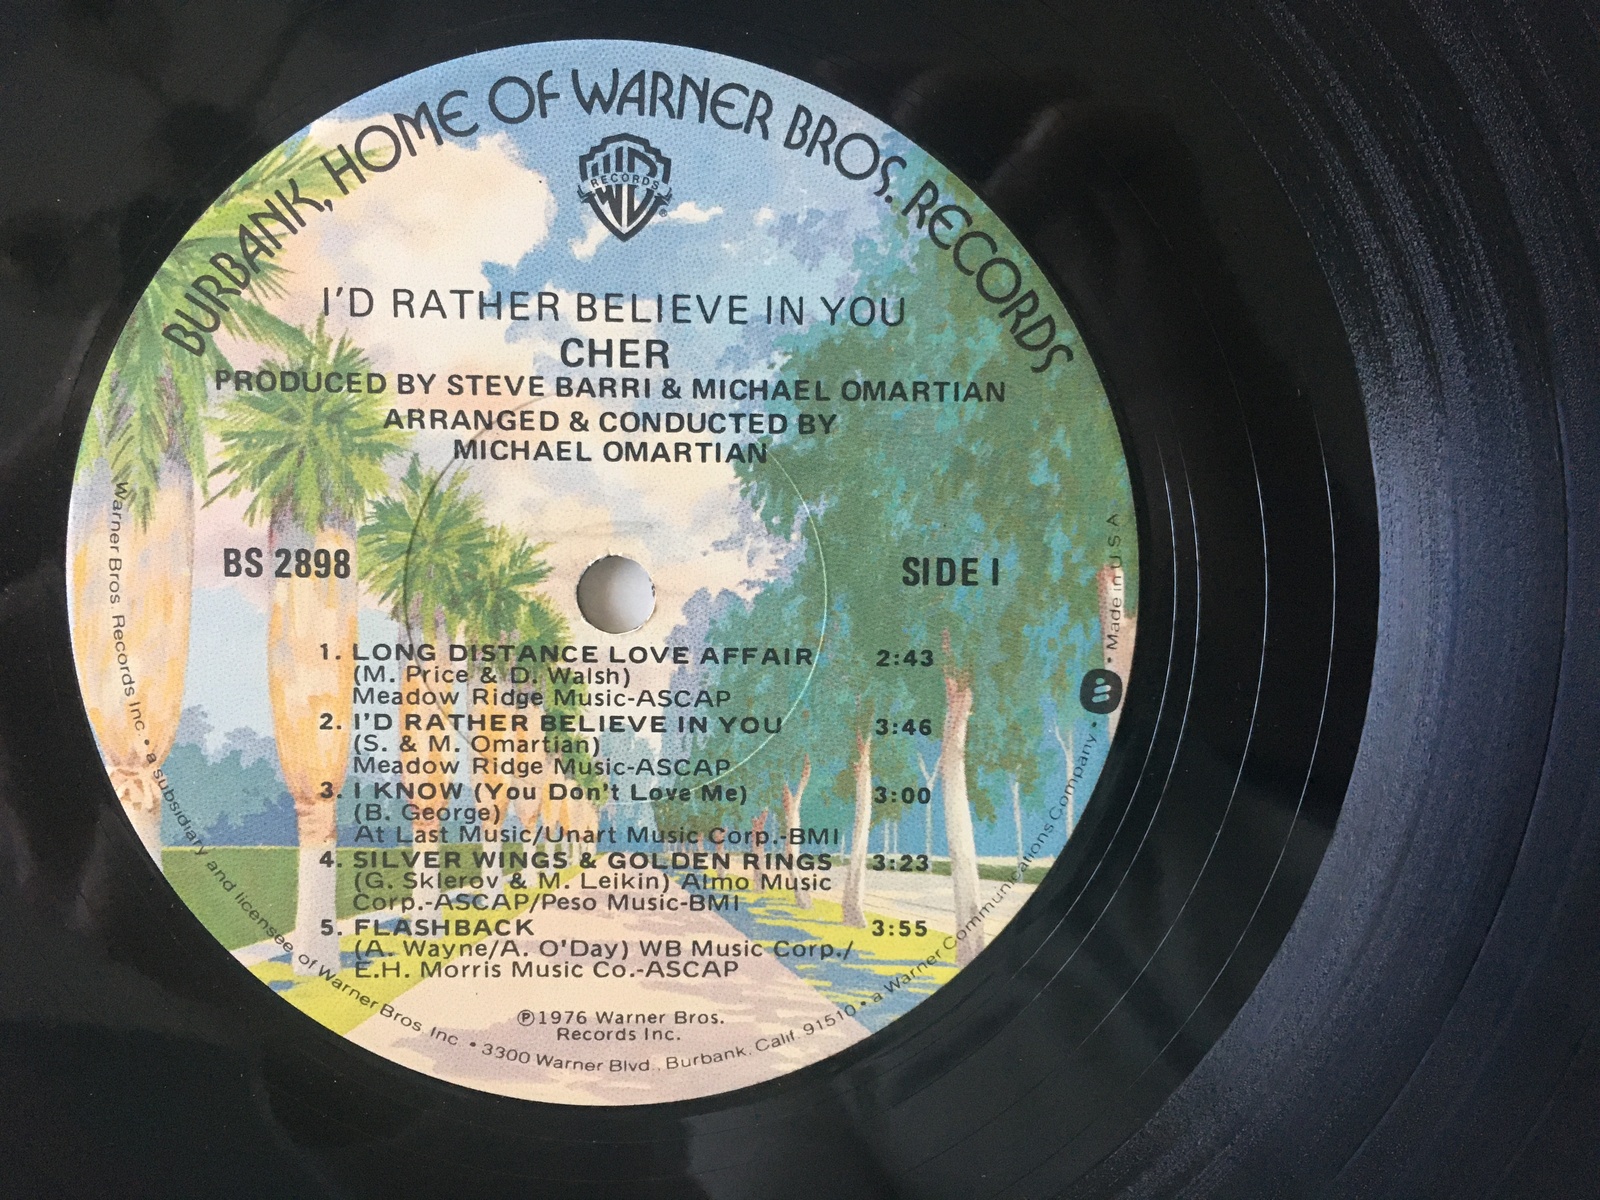 BURBANK, HOME OF WARNER BROS. RECORDS
RECORDS
I'D RATHER BELIEVE IN YOU
CHER
PRODUCED BY STEVE BARRI & MICHAEL OMARTIAN
ARRANGED & CONDUCTED BY
MICHAEL OMARTIAN
BS 2898
SIDE I
1. LONG DISTANCE LOVE AFFAIR 2:43
(M. Price & D. Walsh)
Meadow Ridge Music-ASCAP
2. I'D RATHER BELIEVE IN YOU 3:46
(S. & M. Omartian)
Meadow Ridge Music-ASCAP
3. I KNOW (You Don't Love Me) 3:00
(B. George)
At Last Music/Unart Music Corp.-BMI
4. SILVER WINGS & GOLDEN RINGS 3:23
(G. Sklerov & M. Leikin) Almo Music
Corp.-ASCAP/Peso Music-BMI
5. FLASHBACK 3:55
(A. Wayne/A. O'Day) WB Music Corp./
E.H. Morris Music Co.-ASCAP
℗1976 Warner Bros.
Records Inc.
Warner Bros. Records Inc. • a subsidiary and licensee of Warner Bros. Inc. • 3300 Warner Blvd., Burbank, Calif. 91510 • a Warner Communications Company • Made in U S A